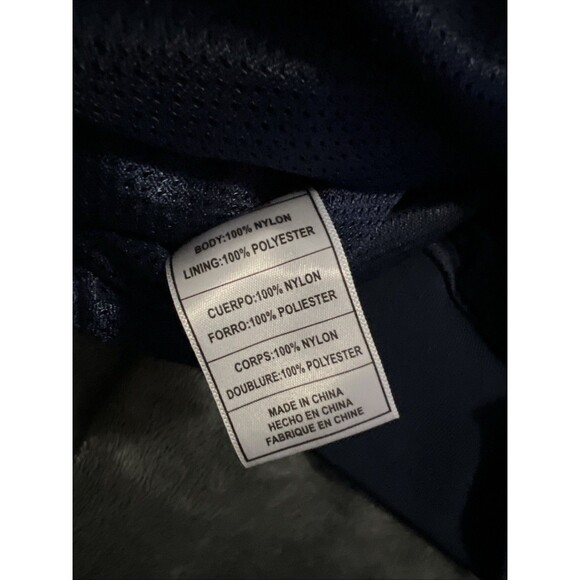 BODY:100% NYLON
LINING:100% POLYESTER
CUERPO:100% NYLON
FORRO:100% POLIESTER
CORPS:100% NYLON
DOUBLURE:100% POLYESTER
MADE IN CHINA
HECHO EN CHINA
FABRIQUE EN CHINE